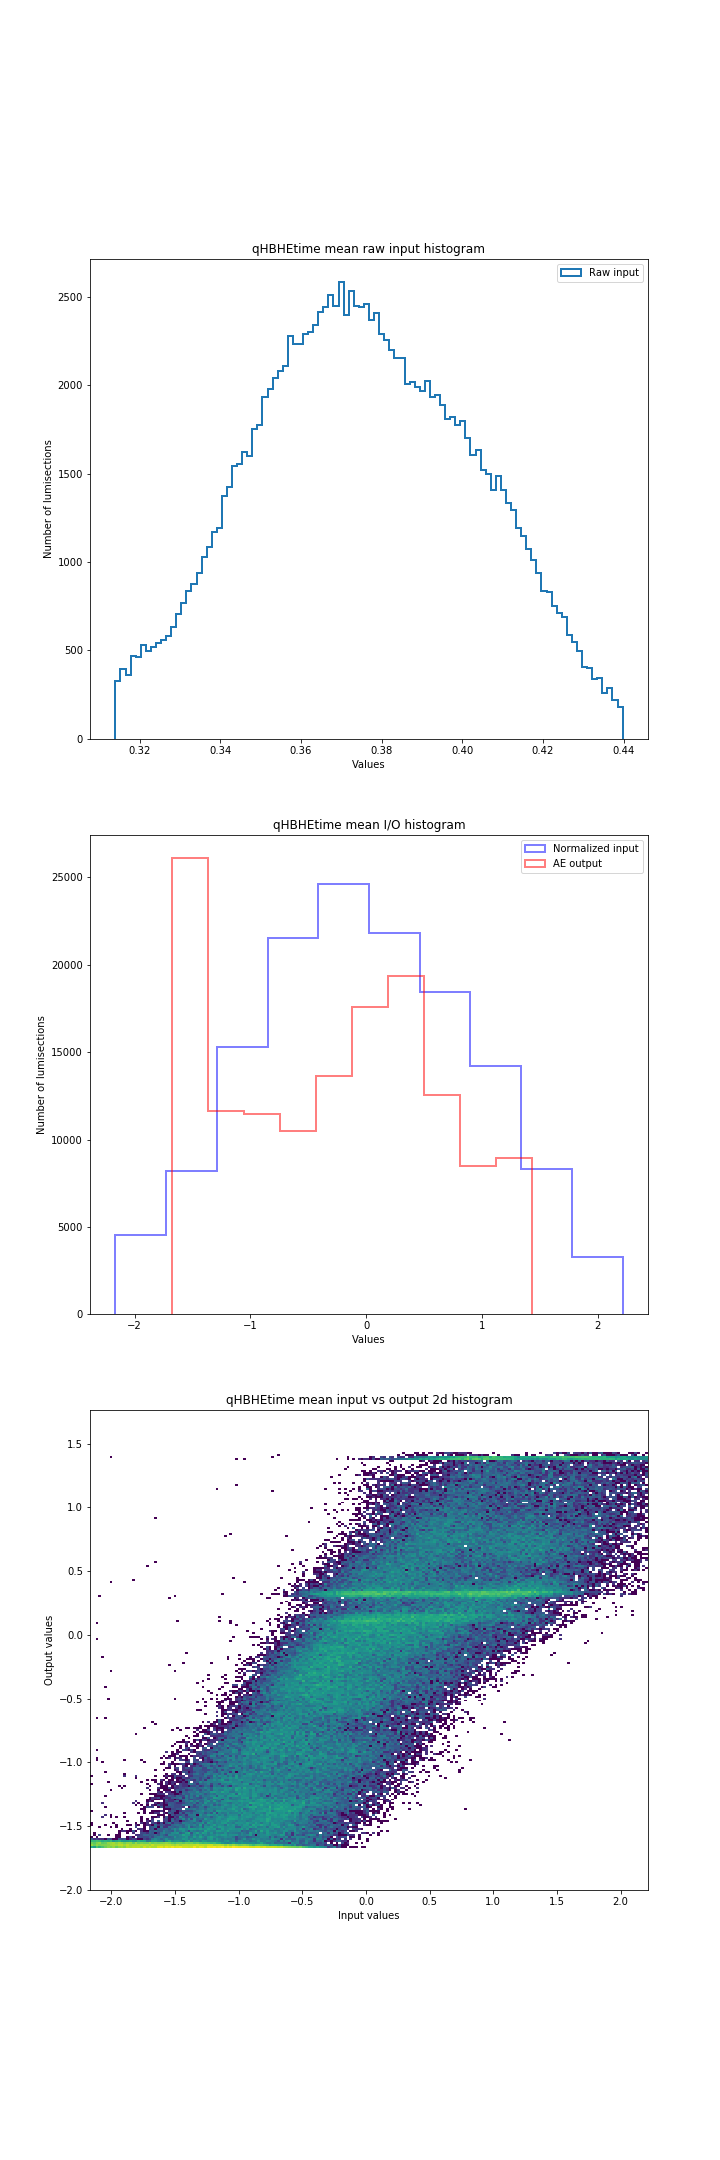 qHBHEtime mean raw input histogram
Raw input
2500
2000
1500
1000
500
0
Number of lumisections
0.32 0.34 0.36 0.38 0.40 0.42 0.44
Values
qHBHEtime mean I/O histogram
Normalized input
AE output
25000
20000
15000
10000
5000
0
Number of lumisections
−2 −1 0 1 2
Values
qHBHEtime mean input vs output 2d histogram
1.5
1.0
0.5
0.0
−0.5
−1.0
−1.5
−2.0
Output values
−2.0 −1.5 −1.0 −0.5 0.0 0.5 1.0 1.5 2.0
Input values